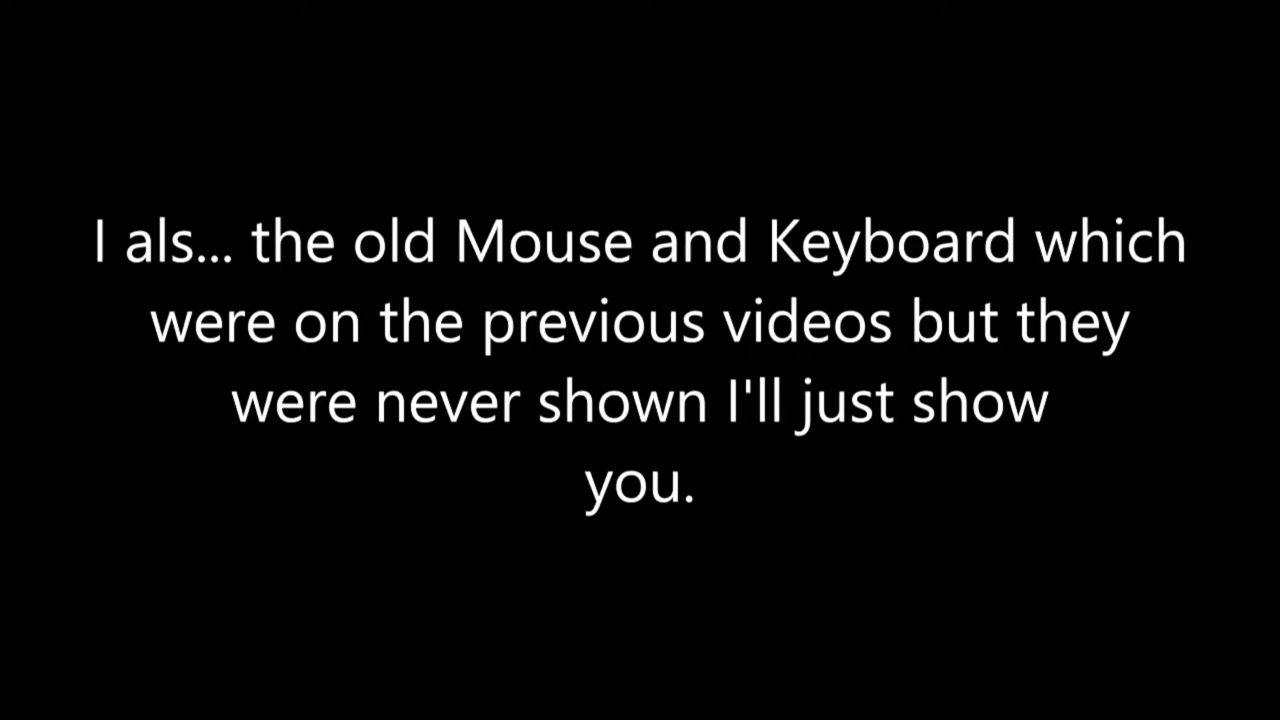 I als... the old Mouse and Keyboard which
were on the previous videos but they
were never shown I'll just show
you.